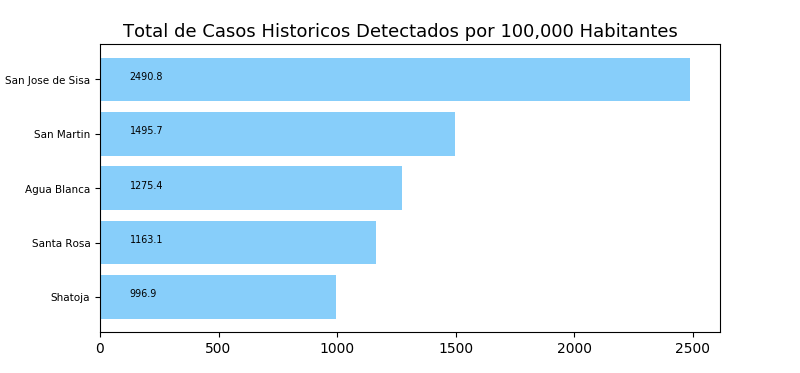 Total de Casos Historicos Detectados por 100,000 Habitantes
San Jose de Sisa 2490.8
San Martin 1495.7
Agua Blanca 1275.4
Santa Rosa 1163.1
Shatoja 996.9
0 500 1000 1500 2000 2500